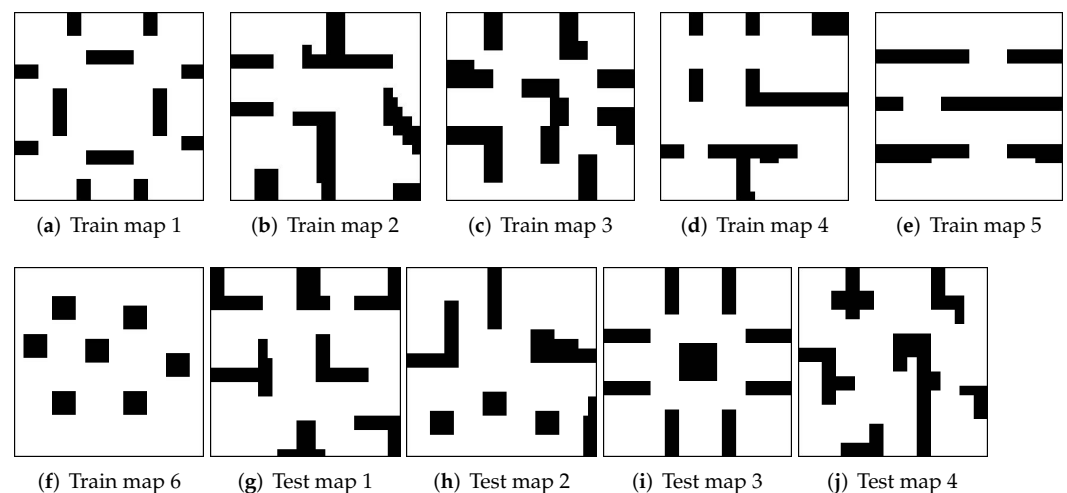 (a) Train map 1 (b) Train map 2 (c) Train map 3 (d) Train map 4 (e) Train map 5
(f) Train map 6 (g) Test map 1 (h) Test map 2 (i) Test map 3 (j) Test map 4